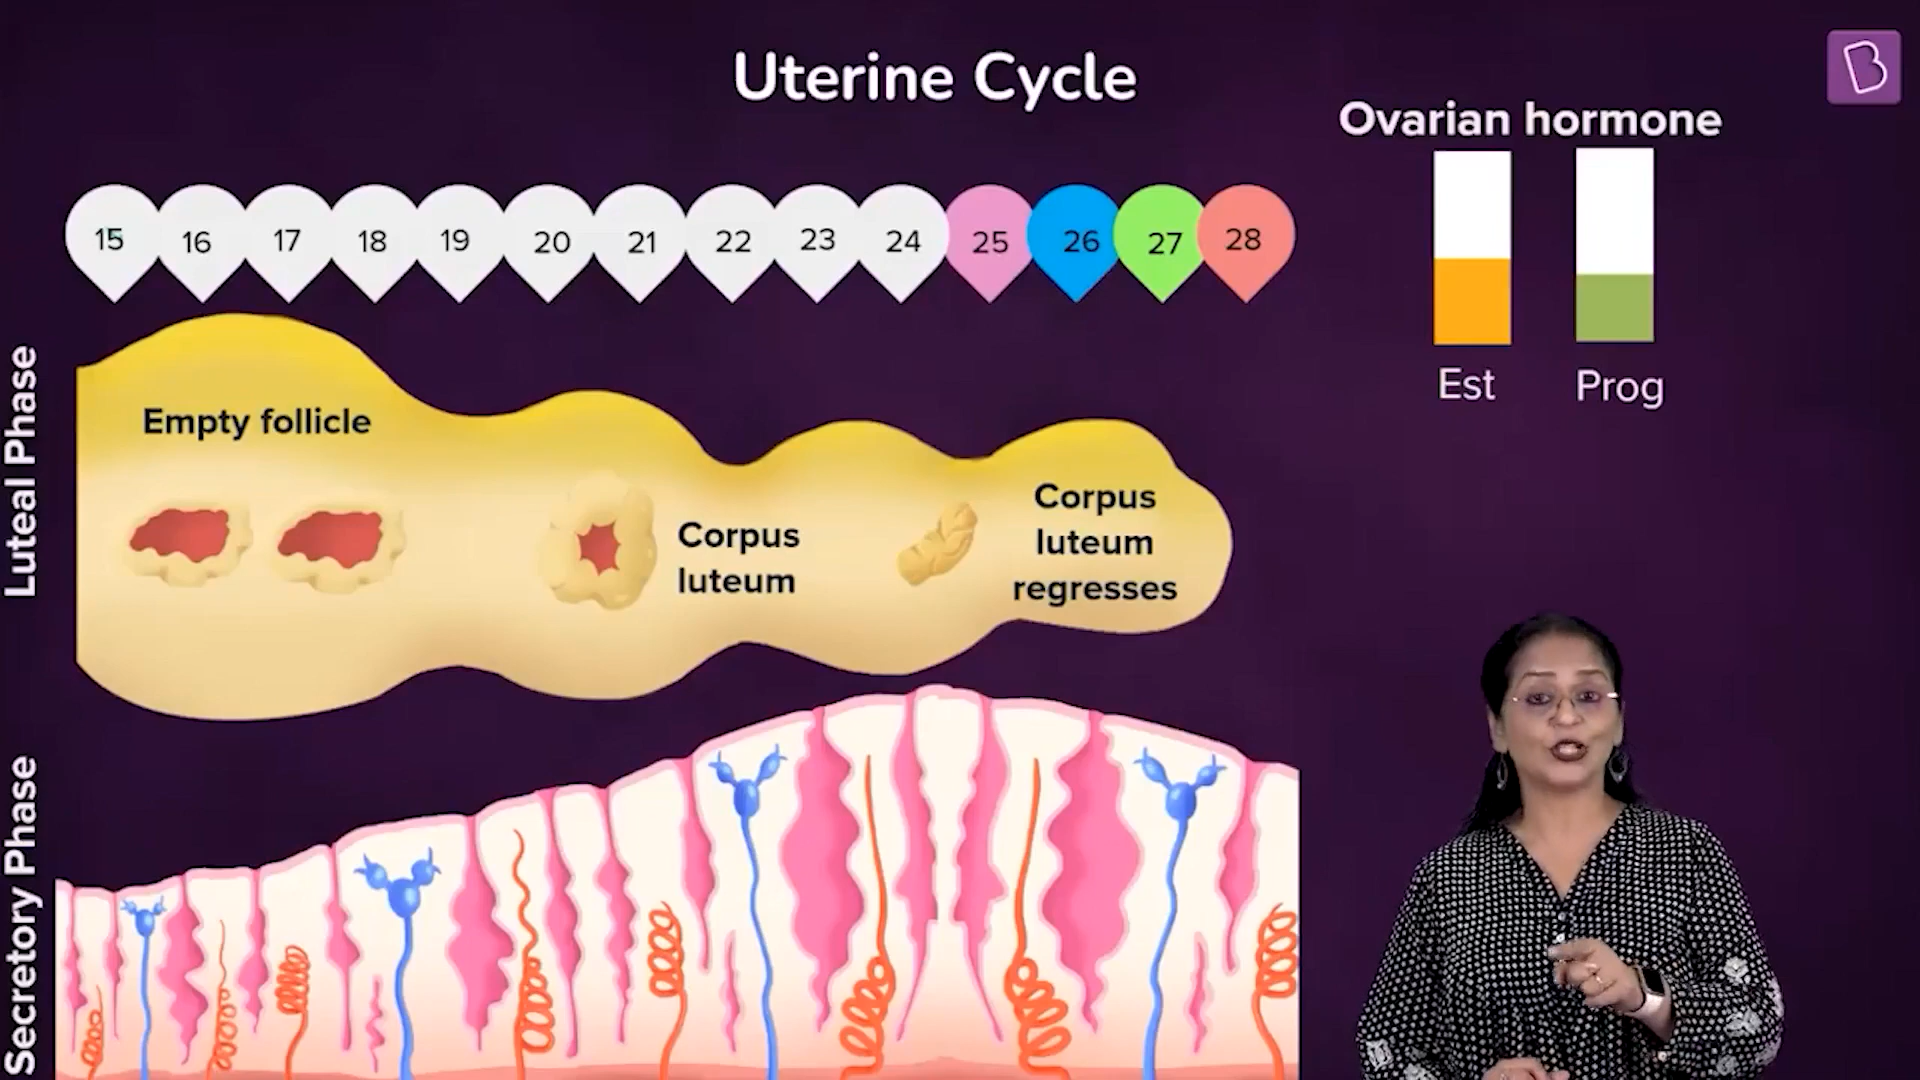 Uterine Cycle
B
Ovarian hormone
15 16 17 18 19 20 21 22 23 24 25 26 27 28
Est Prog
Luteal Phase
Empty follicle
Corpus
luteum
Corpus
luteum
regresses
Secretory Phase